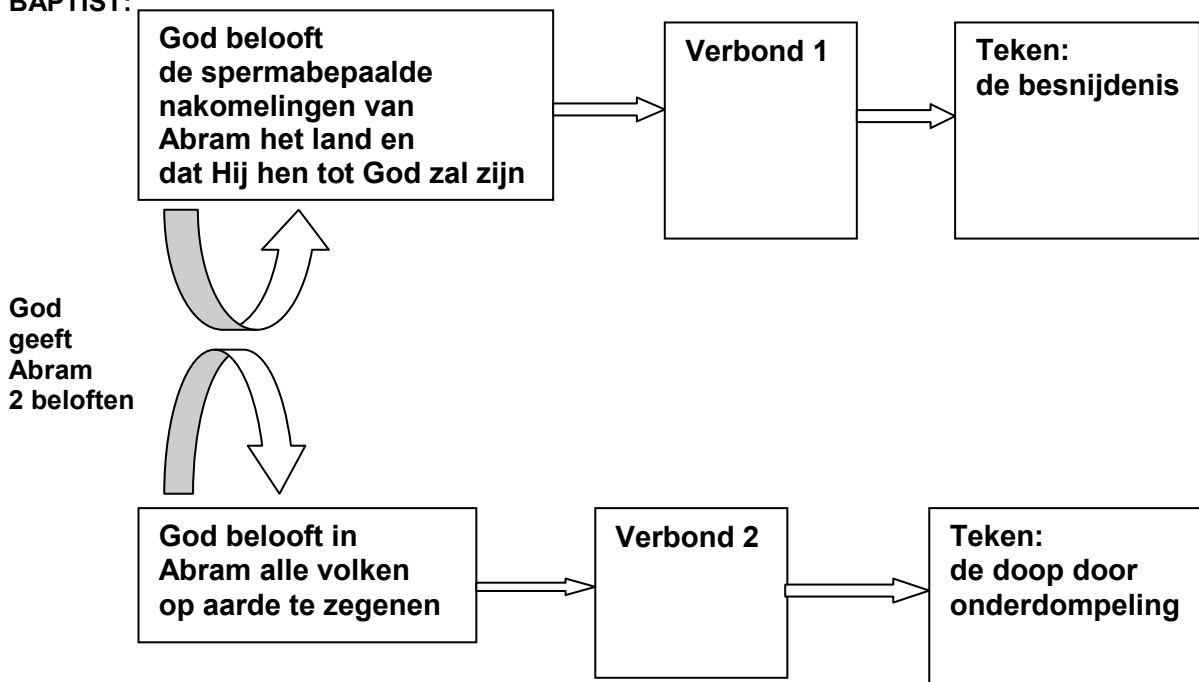 BAPTIST:
God belooft
de spermabepaalde
nakomelingen van
Abram het land en
dat Hij hen tot God zal zijn
Verbond 1
Teken:
de besnijdenis
God
geeft
Abram
2 beloften
God belooft in
Abram alle volken
op aarde te zegenen
Verbond 2
Teken:
de doop door
onderdompeling